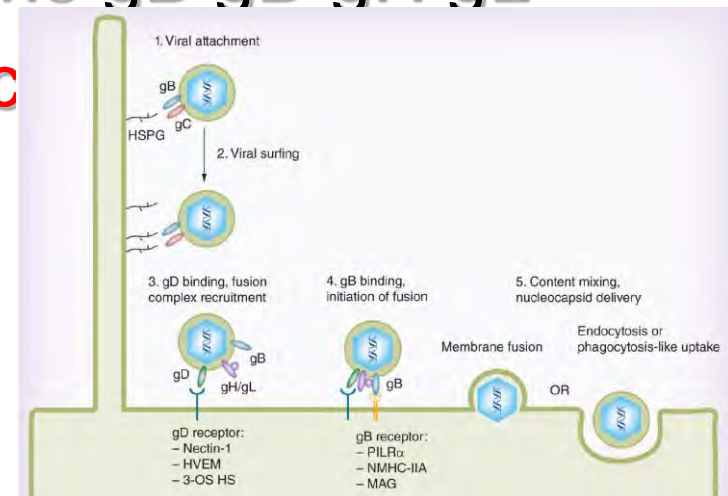 1. Viral attachment
gB
gC
HSPG
2. Viral surfing
3. gD binding, fusion
complex recruitment
gB
gD
gH/gL
gD receptor:
– Nectin-1
– HVEM
– 3-OS HS
4. gB binding,
initiation of fusion
gB
gB receptor:
– PILRα
– NMHC-IIA
– MAG
5. Content mixing,
nucleocapsid delivery
Membrane fusion
OR
Endocytosis or
phagocytosis-like uptake